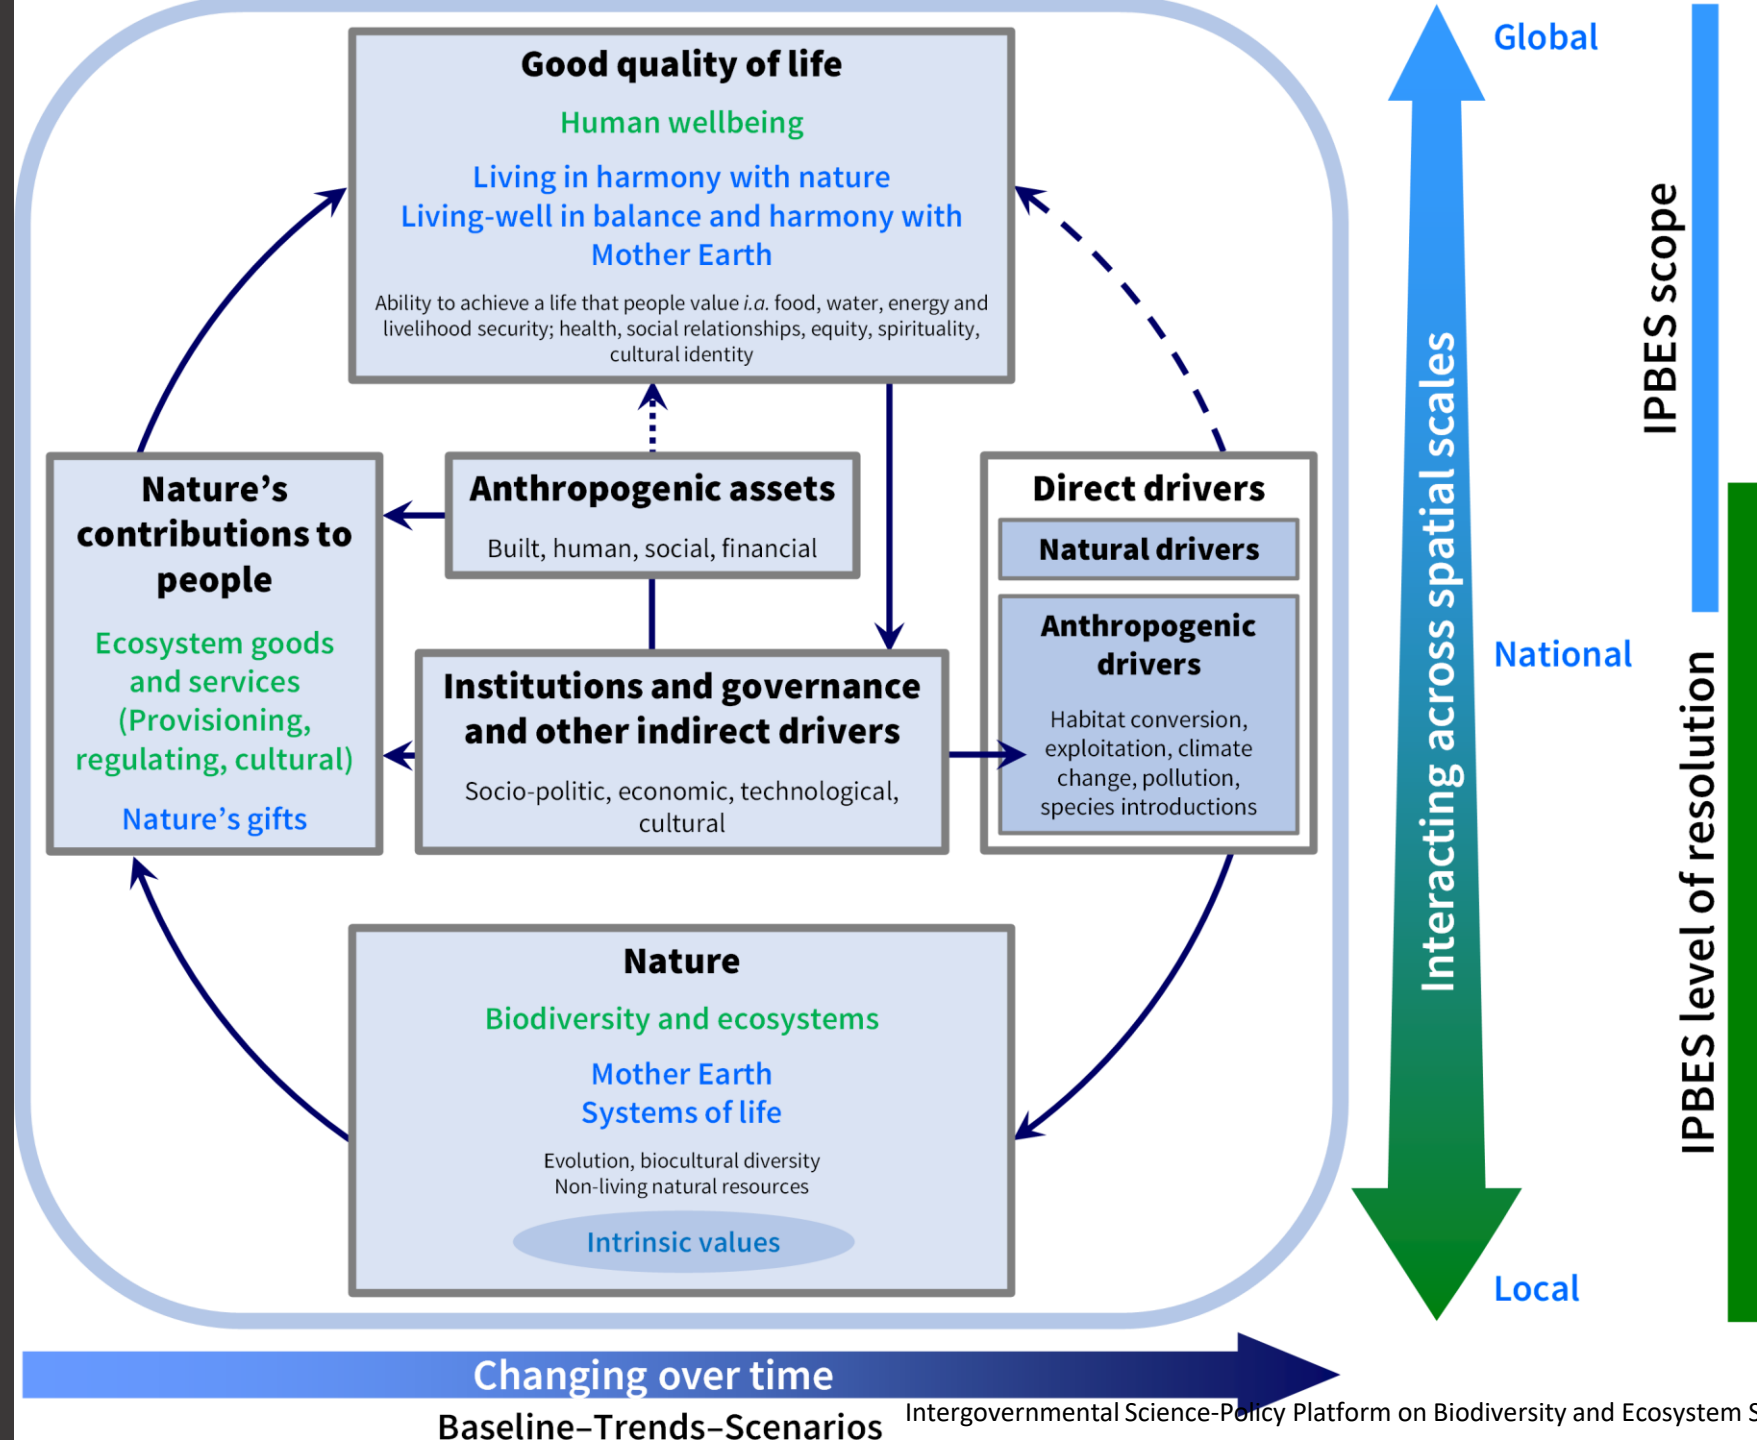 Good quality of life
Human wellbeing
Living in harmony with nature
Living-well in balance and harmony with
Mother Earth
Ability to achieve a life that people value i.a. food, water, energy and
livelihood security; health, social relationships, equity, spirituality,
cultural identity
Nature’s
contributions to
people
Ecosystem goods
and services
(Provisioning,
regulating, cultural)
Nature’s gifts
Anthropogenic assets
Built, human, social, financial
Institutions and governance
and other indirect drivers
Socio-politic, economic, technological,
cultural
Direct drivers
Natural drivers
Anthropogenic
drivers
Habitat conversion,
exploitation, climate
change, pollution,
species introductions
Nature
Biodiversity and ecosystems
Mother Earth
Systems of life
Evolution, biocultural diversity
Non-living natural resources
Intrinsic values
Changing over time
Baseline–Trends–Scenarios
Interacting across spatial scales
Global
National
Local
IPBES scope
IPBES level of resolution
Intergovernmental Science-Policy Platform on Biodiversity and Ecosystem